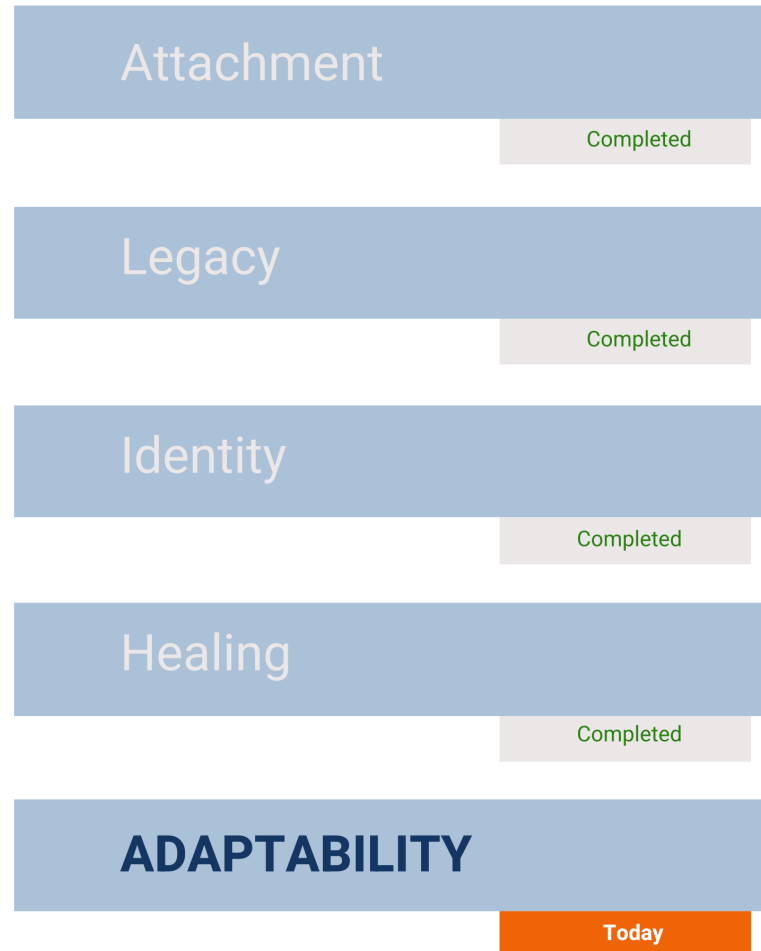 Attachment
Completed
Legacy
Completed
Identity
Completed
Healing
Completed
ADAPTABILITY
Today